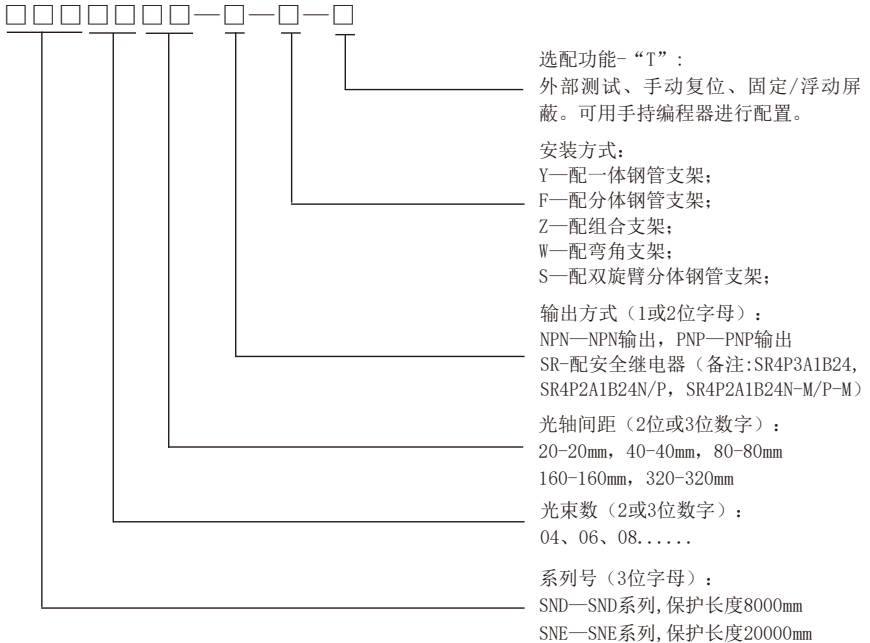 □□□□□□□—□—□—□
选配功能-“T”:
外部测试、手动复位、固定/浮动屏
蔽。可用手持编程器进行配置。
安装方式:
Y—配一体钢管支架;
F—配分体钢管支架;
Z—配组合支架;
W—配弯角支架;
S—配双旋臂分体钢管支架;
输出方式（1或2位字母）:
NPN—NPN输出，PNP—PNP输出
SR-配安全继电器（备注:SR4P3A1B24,
SR4P2A1B24N/P，SR4P2A1B24N-M/P-M）
光轴间距（2位或3位数字）:
20-20mm，40-40mm，80-80mm
160-160mm，320-320mm
光束数（2或3位数字）:
04、06、08......
系列号（3位字母）:
SND—SND系列,保护长度8000mm
SNE—SNE系列,保护长度20000mm